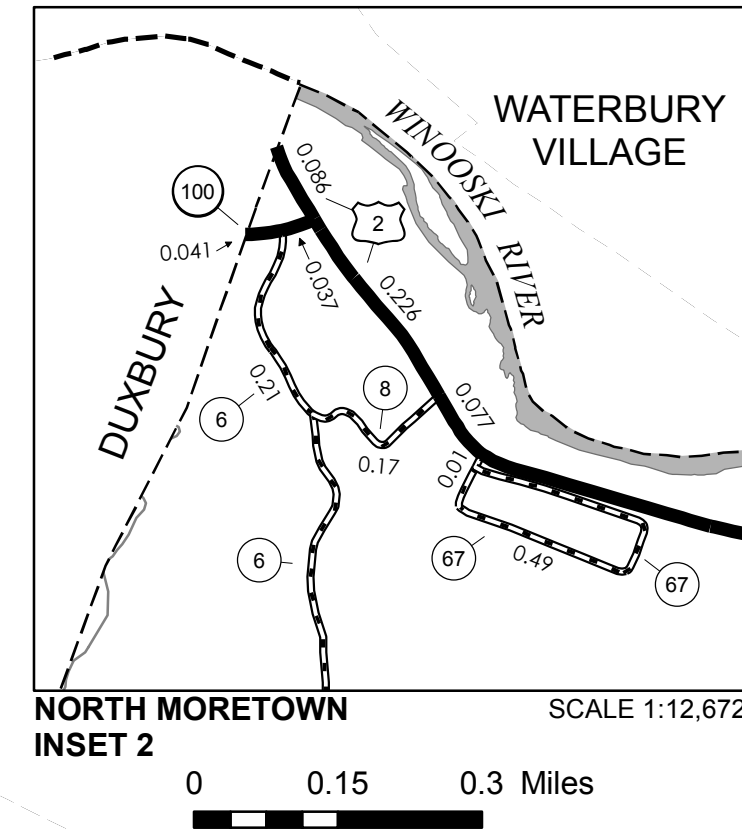 WATERBURY
VILLAGE
WINOOSKI RIVER
0.086
100
2
0.041
0.037
0.226
DUXBURY
0.21
8
0.077
6
0.17
0.01
67
0.49
6
67
NORTH MORETOWN
SCALE 1:12,672
INSET 2
0 0.15 0.3 Miles